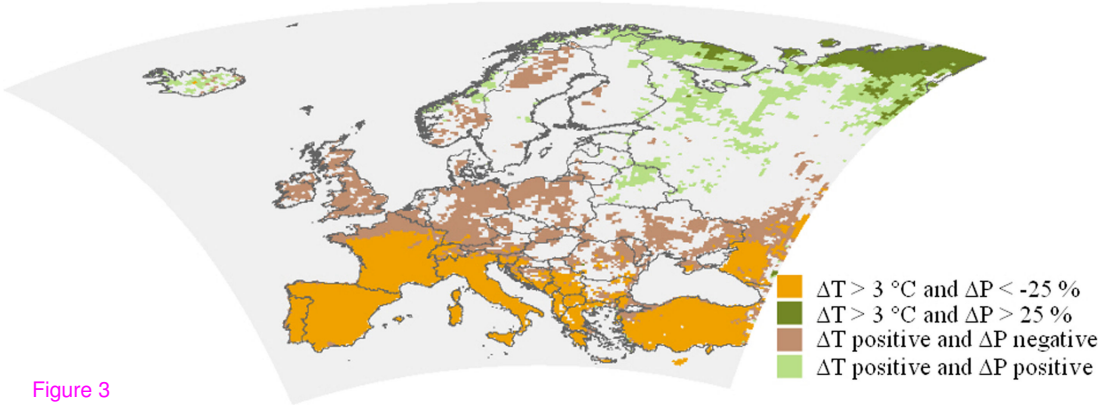 ΔT > 3 °C and ΔP < -25 %
ΔT > 3 °C and ΔP > 25 %
ΔT positive and ΔP negative
ΔT positive and ΔP positive
Figure 3